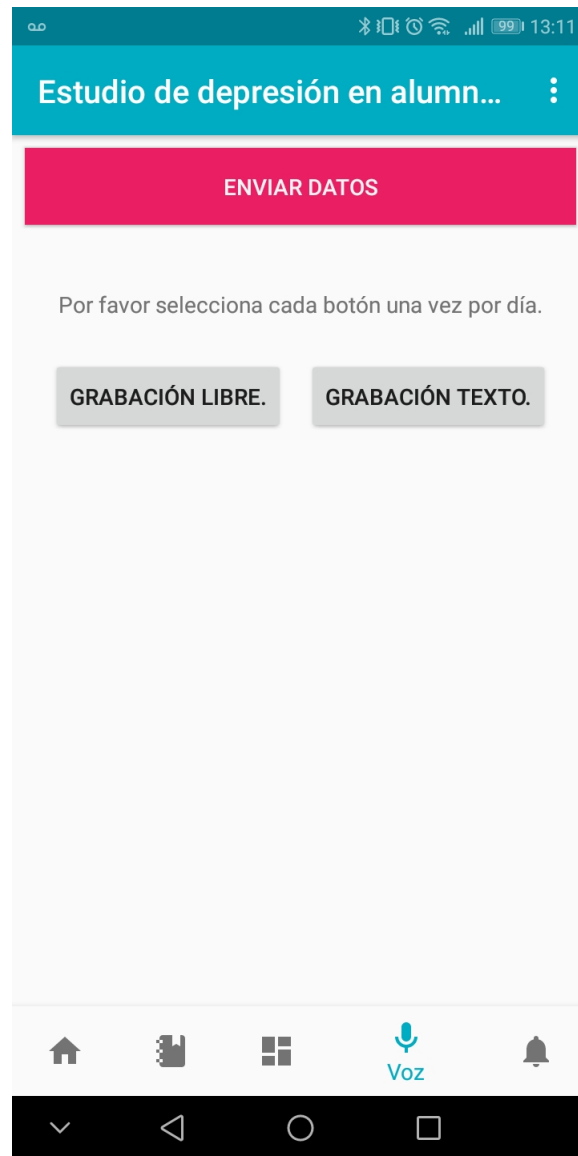 99 13:11
Estudio de depresión en alumn...
ENVIAR DATOS
Por favor selecciona cada botón una vez por día.
GRABACIÓN LIBRE. GRABACIÓN TEXTO.
Voz